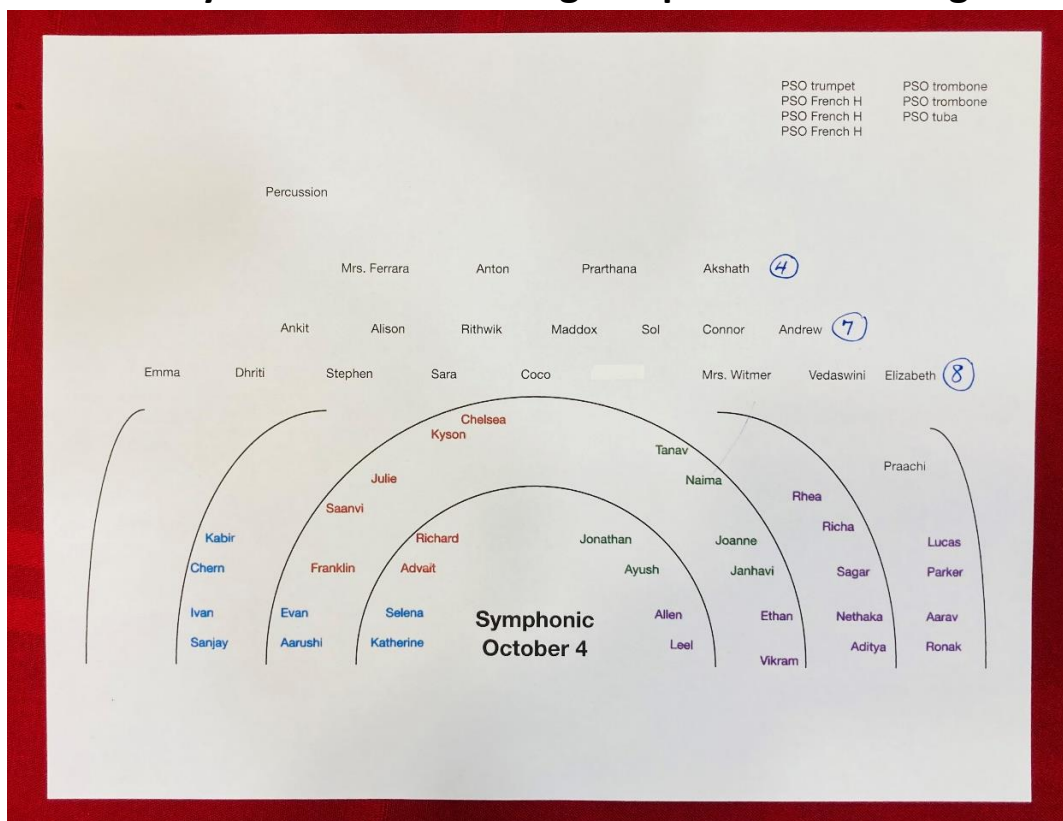 PSO trumpet PSO trombone
PSO French H PSO trombone
PSO French H PSO tuba
PSO French H
Percussion
Mrs. Ferrara Anton Prarthana Akshath 4
Ankit Alison Rithwik Maddox Sol Connor Andrew 7
Emma Dhriti Stephen Sara Coco Mrs. Witmer Vedaswini Elizabeth 8
Chelsea
Kyson
Tanav
Praachi
Julie Naima
Rhea
Saanvi
Richa
Kabir Richard Jonathan Joanne Lucas
Chern Franklin Advait Ayush Janhavi Sagar Parker
Ivan Evan Selena Allen Ethan Nethaka Aarav
Symphonic
Sanjay Aarushi Katherine Leel Aditya Ronak
October 4
Vikram